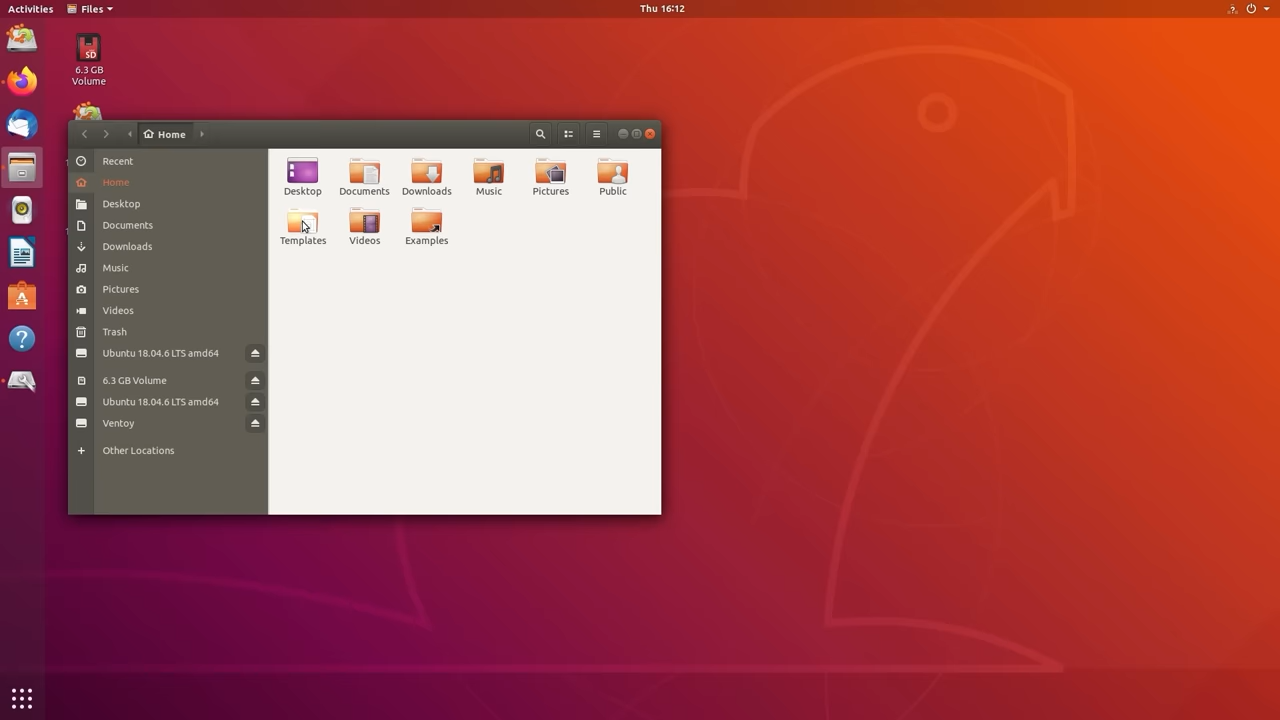 Activities
Files
Thu 16:12
SD
6.3 GB
Volume
Home
Recent
Home
Desktop
Documents
Downloads
Music
Pictures
Videos
Trash
Ubuntu 18.04.6 LTS amd64
6.3 GB Volume
Ubuntu 18.04.6 LTS amd64
Ventoy
Other Locations
Desktop
Documents
Downloads
Music
Pictures
Public
Templates
Videos
Examples